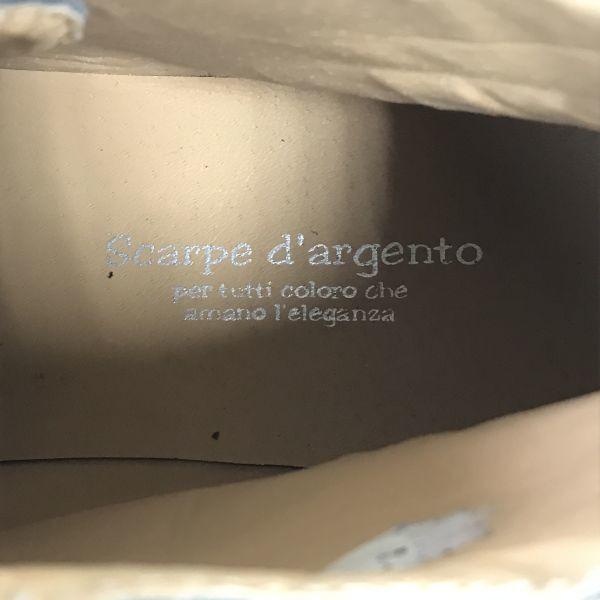 Scarpe d'argento
per tutti coloro che
amano l'eleganza